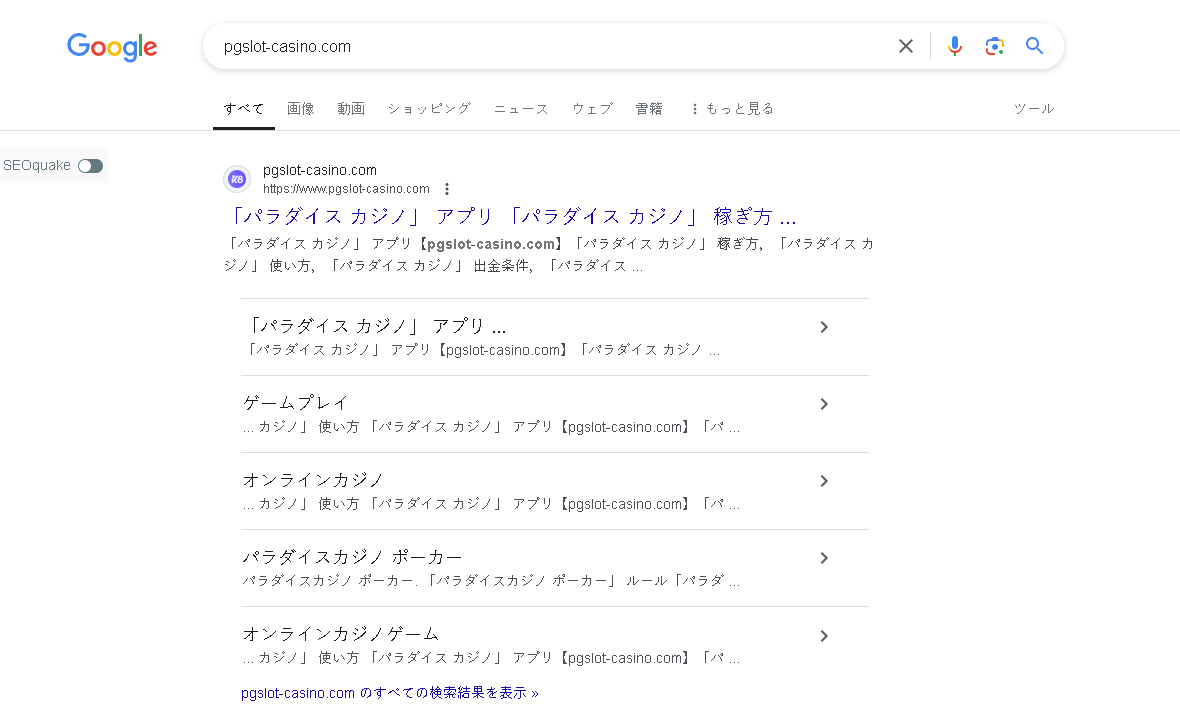 Google
pgslot-casino.com
すべて 画像 動画 ショッピング ニュース ウェブ 書籍 もっと見る ツール
SEOquake
K8
pgslot-casino.com
https://www.pgslot-casino.com
「パラダイス カジノ」 アプリ 「パラダイス カジノ」 稼ぎ方 ...
「パラダイス カジノ」 アプリ【pgslot-casino.com】「パラダイス カジノ」 稼ぎ方, 「パラダイス カ
ジノ」 使い方, 「パラダイス カジノ」 出金条件, 「パラダイス ...
「パラダイス カジノ」 アプリ ...
「パラダイス カジノ」 アプリ【pgslot-casino.com】「パラダイス カジノ ...
ゲームプレイ
... カジノ」 使い方 「パラダイス カジノ」 アプリ【pgslot-casino.com】「パ ...
オンラインカジノ
... カジノ」 使い方 「パラダイス カジノ」 アプリ【pgslot-casino.com】「パ ...
パラダイスカジノ ポーカー
パラダイスカジノ ポーカー. 「パラダイスカジノ ポーカー」 ルール「パラダ ...
オンラインカジノゲーム
... カジノ」 使い方 「パラダイス カジノ」 アプリ【pgslot-casino.com】「パ ...
pgslot-casino.com のすべての検索結果を表示 »